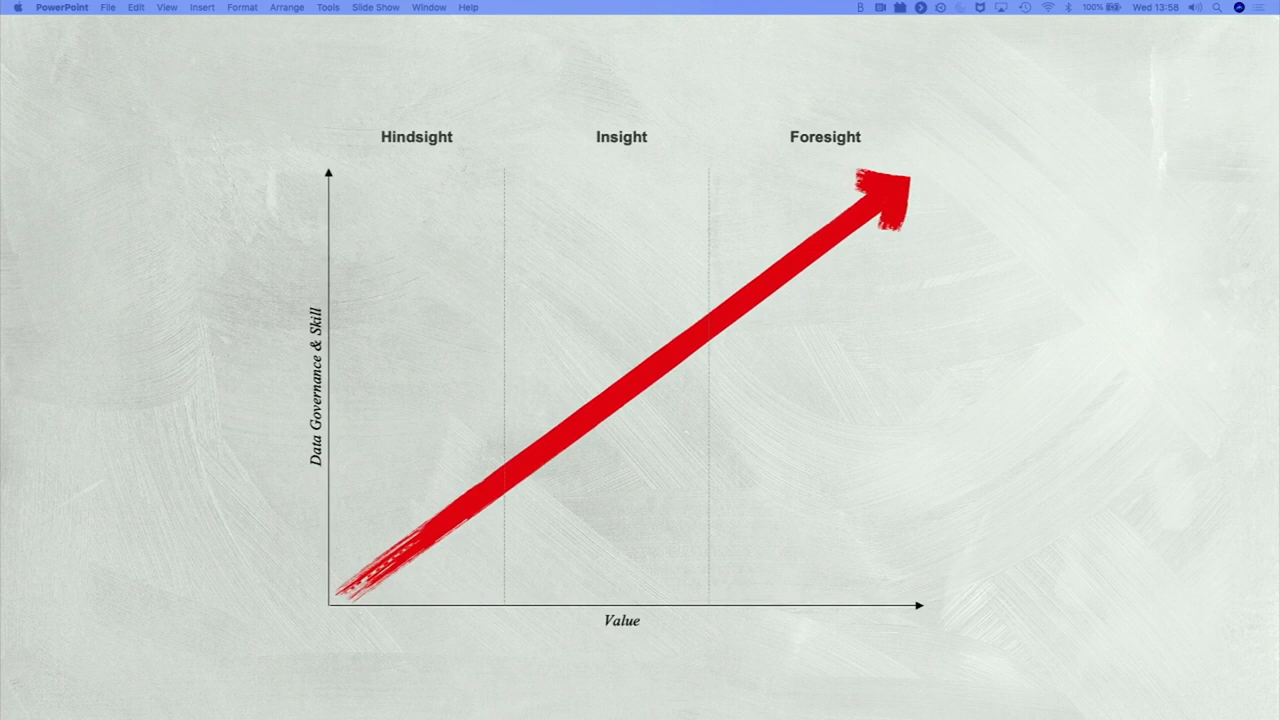 PowerPoint File Edit View Insert Format Arrange Tools Slide Show Window Help 100% Wed 13:58
Hindsight Insight Foresight
Data Governance & Skill
Value